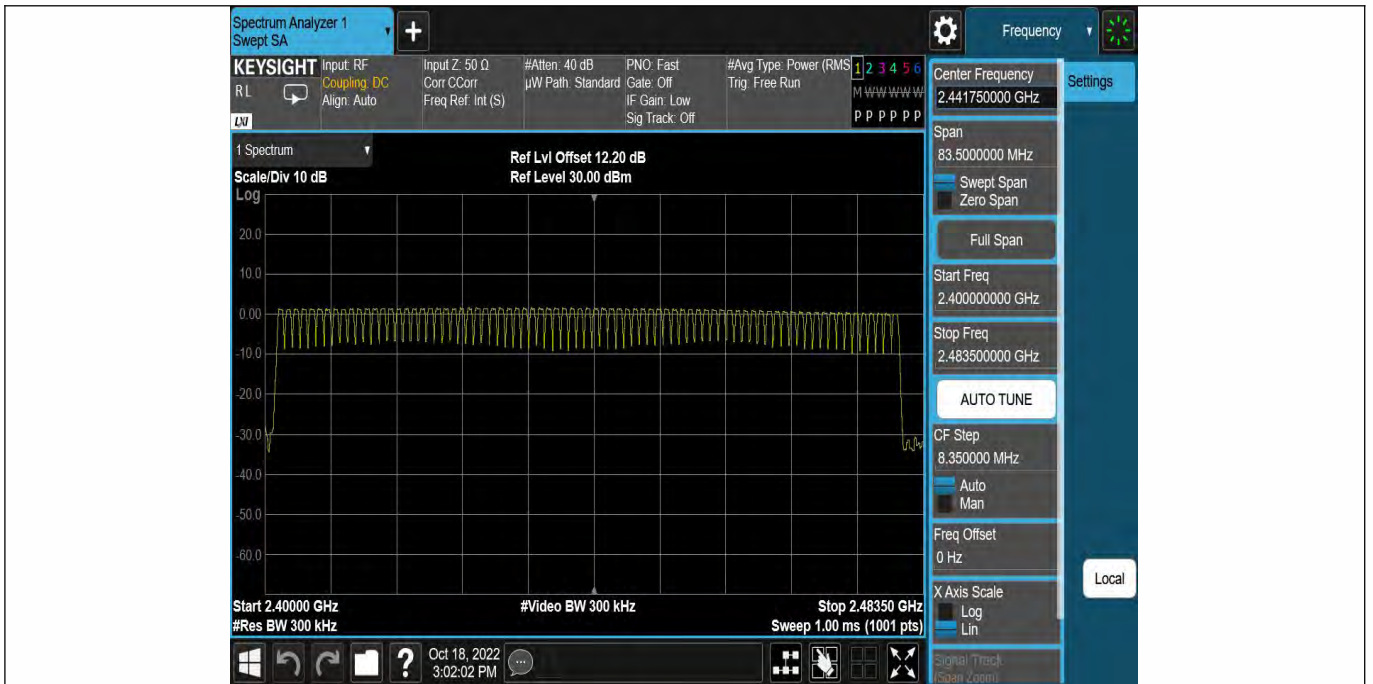 Spectrum Analyzer 1
Swept SA
+
Frequency
KEYSIGHT
R L
LXI
Input: RF
Coupling: DC
Align: Auto
Input Z: 50 Ω
Corr CCorr
Freq Ref: Int (S)
#Atten: 40 dB
µW Path: Standard
PNO: Fast
Gate: Off
IF Gain: Low
Sig Track: Off
#Avg Type: Power (RMS
Trig: Free Run
1 2 3 4 5 6
M W W W W W
P P P P P P
1 Spectrum
Scale/Div 10 dB
Ref Lvl Offset 12.20 dB
Ref Level 30.00 dBm
Log
20.0
10.0
0.00
-10.0
-20.0
-30.0
-40.0
-50.0
-60.0
Start 2.40000 GHz
#Res BW 300 kHz
#Video BW 300 kHz
Stop 2.48350 GHz
Sweep 1.00 ms (1001 pts)
?
Oct 18, 2022
3:02:02 PM
Center Frequency
2.441750000 GHz
Settings
Span
83.5000000 MHz
Swept Span
Zero Span
Full Span
Start Freq
2.400000000 GHz
Stop Freq
2.483500000 GHz
AUTO TUNE
CF Step
8.350000 MHz
Auto
Man
Freq Offset
0 Hz
X Axis Scale
Log
Lin
Signal Track
(Span Zoom)
Local